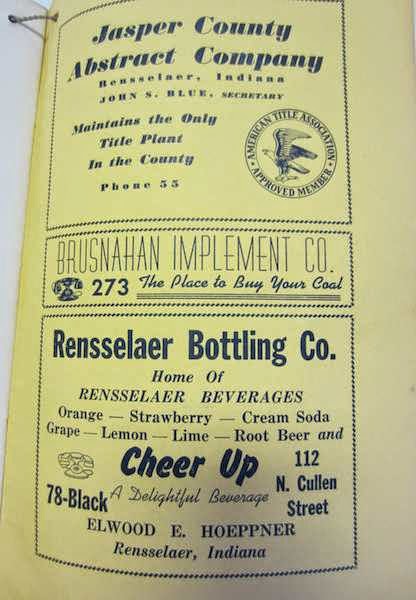 Jasper County
Abstract Company
Rensselaer, Indiana
JOHN S. BLUE, SECRETARY
Maintains the Only
Title Plant
In the County
Phone 55
AMERICAN TITLE ASSOCIATION
APPROVED MEMBER
BRUSNAHAN IMPLEMENT CO.
273 The Place to Buy Your Coal
Rensselaer Bottling Co.
Home Of
RENSSELAER BEVERAGES
Orange — Strawberry — Cream Soda
Grape — Lemon — Lime — Root Beer and
Cheer Up
A Delightful Beverage
78-Black
112
N. Cullen
Street
ELWOOD E. HOEPPNER
Rensselaer, Indiana